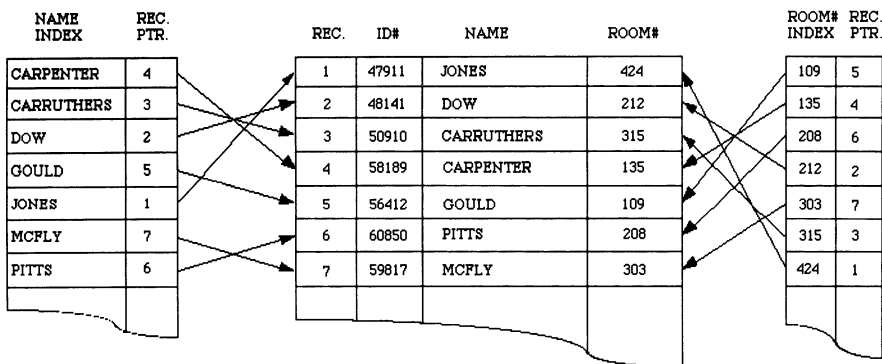 NAME INDEX REC. PTR.
CARPENTER 4
CARRUTHERS 3
DOW 2
GOULD 5
JONES 1
MCFLY 7
PITTS 6
REC. ID# NAME ROOM#
1 47911 JONES 424
2 48141 DOW 212
3 50910 CARRUTHERS 315
4 58189 CARPENTER 135
5 56412 GOULD 109
6 60850 PITTS 208
7 59817 MCFLY 303
ROOM# INDEX REC. PTR.
109 5
135 4
208 6
212 2
303 7
315 3
424 1